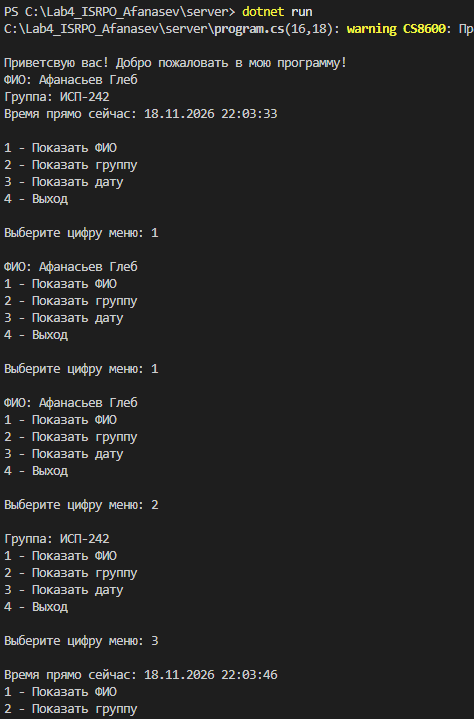 PS C:\Lab4_ISRPO_Afanasev\server> dotnet run
C:\Lab4_ISRPO_Afanasev\server\program.cs(16,18): warning CS8600: Пр
Приветсвую вас! Добро пожаловать в мою программу!
ФИО: Афанасьев Глеб
Группа: ИСП-242
Время прямо сейчас: 18.11.2026 22:03:33
1 - Показать ФИО
2 - Показать группу
3 - Показать дату
4 - Выход
Выберите цифру меню: 1
ФИО: Афанасьев Глеб
1 - Показать ФИО
2 - Показать группу
3 - Показать дату
4 - Выход
Выберите цифру меню: 1
ФИО: Афанасьев Глеб
1 - Показать ФИО
2 - Показать группу
3 - Показать дату
4 - Выход
Выберите цифру меню: 2
Группа: ИСП-242
1 - Показать ФИО
2 - Показать группу
3 - Показать дату
4 - Выход
Выберите цифру меню: 3
Время прямо сейчас: 18.11.2026 22:03:46
1 - Показать ФИО
2 - Показать группу